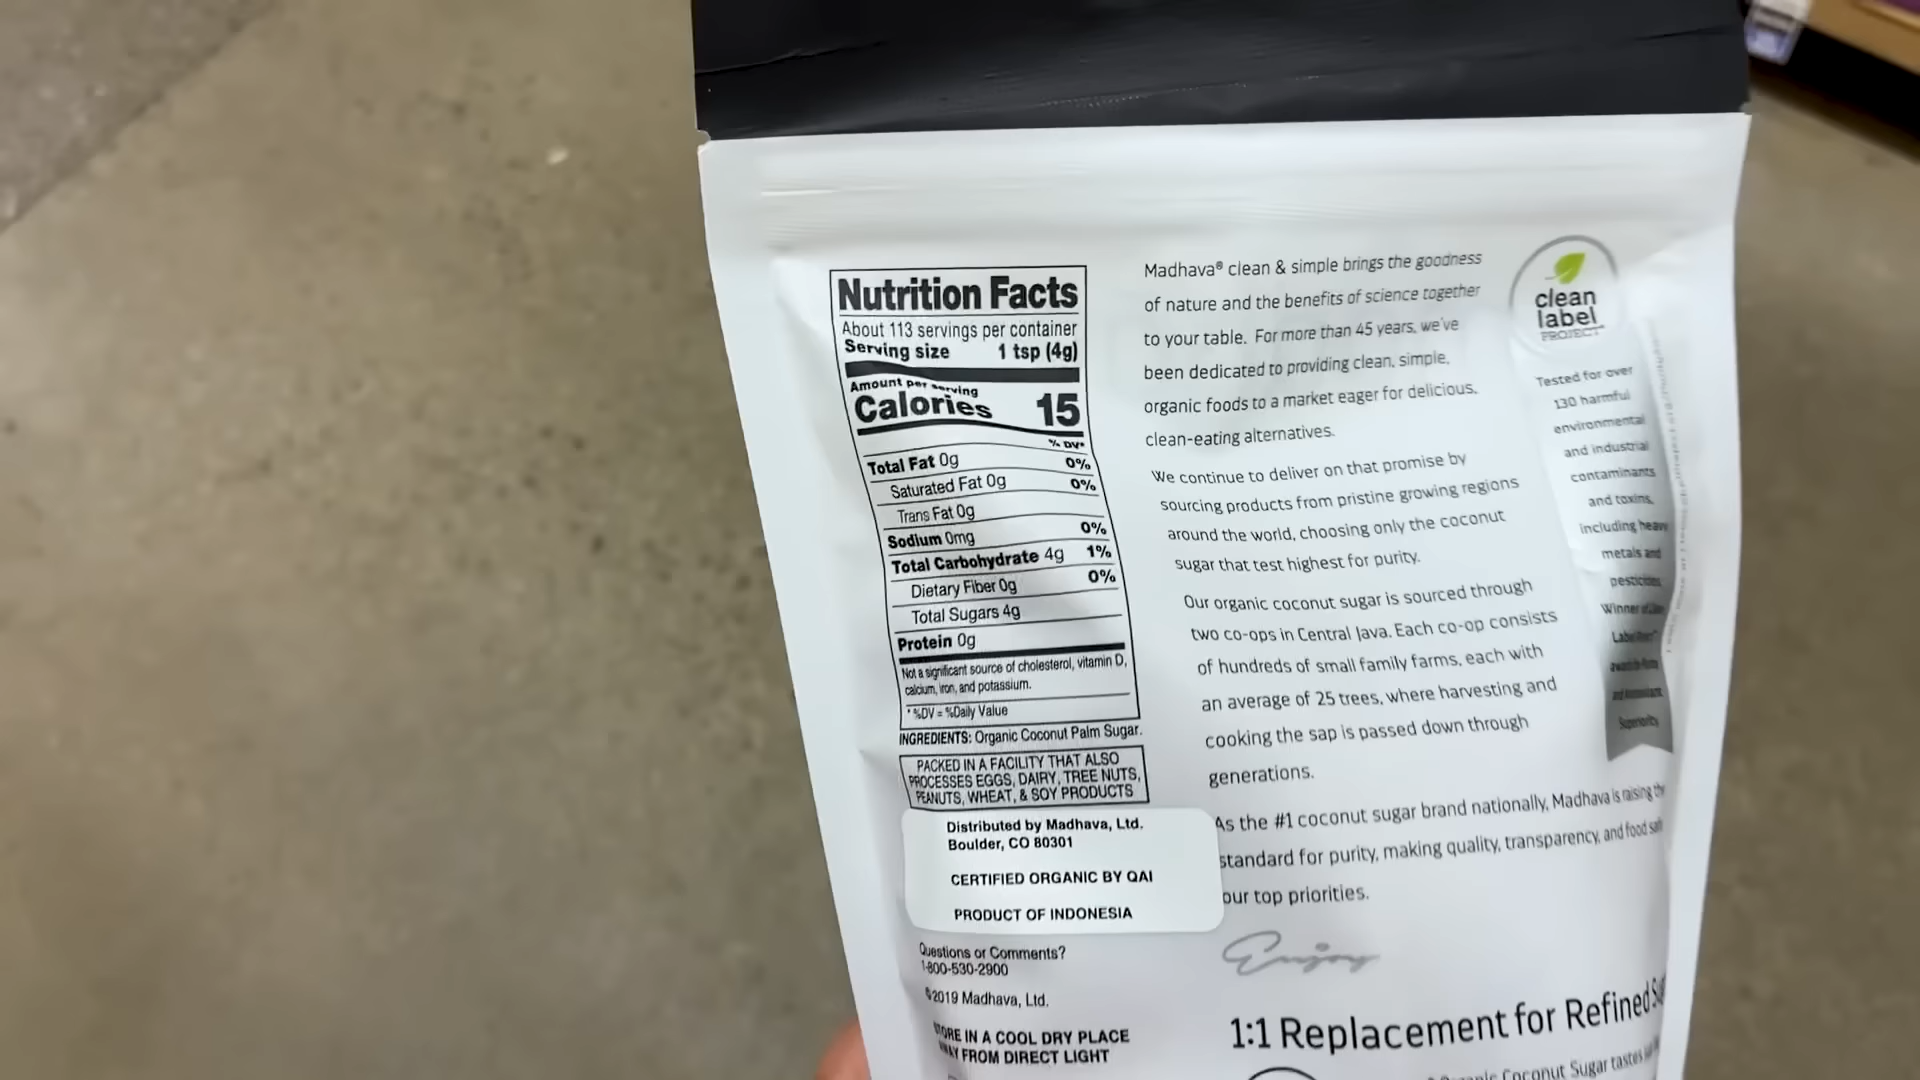 Nutrition Facts
About 113 servings per container
Serving size 1 tsp (4g)
Amount per serving
Calories 15
% DV*
Total Fat 0g 0%
Saturated Fat 0g 0%
Trans Fat 0g
Sodium 0mg 0%
Total Carbohydrate 4g 1%
Dietary Fiber 0g 0%
Total Sugars 4g
Protein 0g
Not a significant source of cholesterol, vitamin D,
calcium, iron, and potassium.
* %DV = %Daily Value
INGREDIENTS: Organic Coconut Palm Sugar.
PACKED IN A FACILITY THAT ALSO
PROCESSES EGGS, DAIRY, TREE NUTS,
PEANUTS, WHEAT, & SOY PRODUCTS
Distributed by Madhava, Ltd.
Boulder, CO 80301
CERTIFIED ORGANIC BY QAI
PRODUCT OF INDONESIA
Questions or Comments?
1-800-530-2900
©2019 Madhava, Ltd.
STORE IN A COOL DRY PLACE
AWAY FROM DIRECT LIGHT
Madhava® clean & simple brings the goodness
of nature and the benefits of science together
to your table. For more than 45 years, we've
been dedicated to providing clean, simple,
organic foods to a market eager for delicious,
clean-eating alternatives.
We continue to deliver on that promise by
sourcing products from pristine growing regions
around the world, choosing only the coconut
sugar that test highest for purity.
Our organic coconut sugar is sourced through
two co-ops in Central Java. Each co-op consists
of hundreds of small family farms, each with
an average of 25 trees, where harvesting and
cooking the sap is passed down through
generations.
As the #1 coconut sugar brand nationally, Madhava is raising the
standard for purity, making quality, transparency, and food
our top priorities.
Enjoy
1:1 Replacement for Refined
Coconut Sugar tastes
clean
label
PROJECT
Tested for over
130 harmful
environmental
and industrial
contaminants
and toxins,
including heavy
metals and
pesticides
Winner of
Superiority